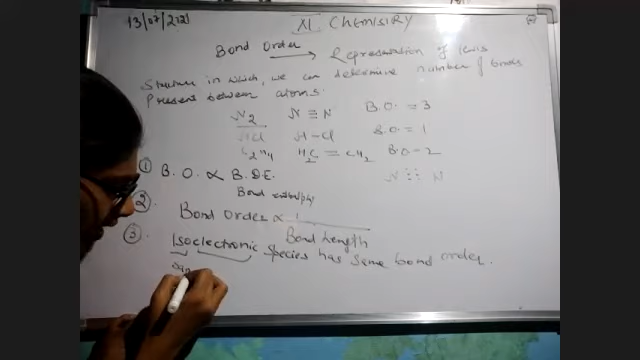 13/07/2021 XI CHEMISTRY
Bond Order → Representation of lewis
Structure in which, we can determine number of bonds
present between atoms.
N2 N ≡ N B.O. = 3
HCl H-Cl B.O. = 1
C2H4 H2C = CH2 B.O = 2
N ⋮⋮ N
① B.O. ∝ B.D.E.
Bond enthalpy
② Bond Order ∝ 1
Bond Length
③. Isoelectronic species has same bond order.